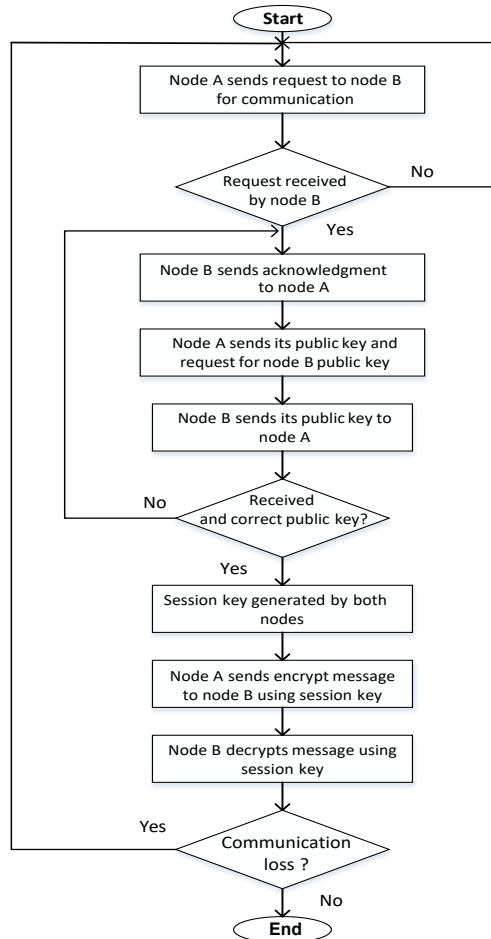 Start
Node A sends request to node B
for communication
Request received
by node B
No
Yes
Node B sends acknowledgment
to node A
Node A sends its public key and
request for node B public key
Node B sends its public key to
node A
Received
and correct public key?
No
Yes
Session key generated by both
nodes
Node A sends encrypt message
to node B using session key
Node B decrypts message using
session key
Yes
Communication
loss ?
No
End